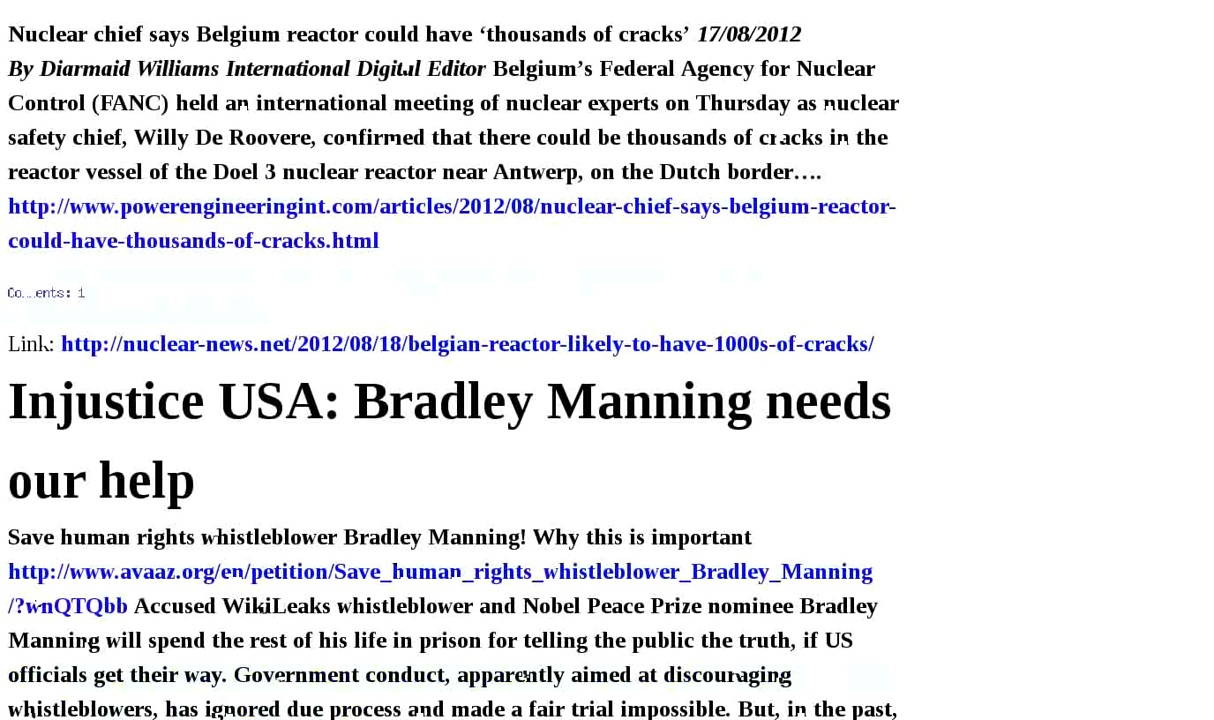 Nuclear chief says Belgium reactor could have ‘thousands of cracks’ 17/08/2012
By Diarmaid Williams International Digital Editor Belgium’s Federal Agency for Nuclear
Control (FANC) held an international meeting of nuclear experts on Thursday as nuclear
safety chief, Willy De Roovere, confirmed that there could be thousands of cracks in the
reactor vessel of the Doel 3 nuclear reactor near Antwerp, on the Dutch border….
http://www.powerengineeringint.com/articles/2012/08/nuclear-chief-says-belgium-reactor-
could-have-thousands-of-cracks.html
Comments: 1
Link: http://nuclear-news.net/2012/08/18/belgian-reactor-likely-to-have-1000s-of-cracks/
Injustice USA: Bradley Manning needs
our help
Save human rights whistleblower Bradley Manning! Why this is important
http://www.avaaz.org/en/petition/Save_human_rights_whistleblower_Bradley_Manning
/?wnQTQbb Accused WikiLeaks whistleblower and Nobel Peace Prize nominee Bradley
Manning will spend the rest of his life in prison for telling the public the truth, if US
officials get their way. Government conduct, apparently aimed at discouraging
whistleblowers, has ignored due process and made a fair trial impossible. But, in the past,